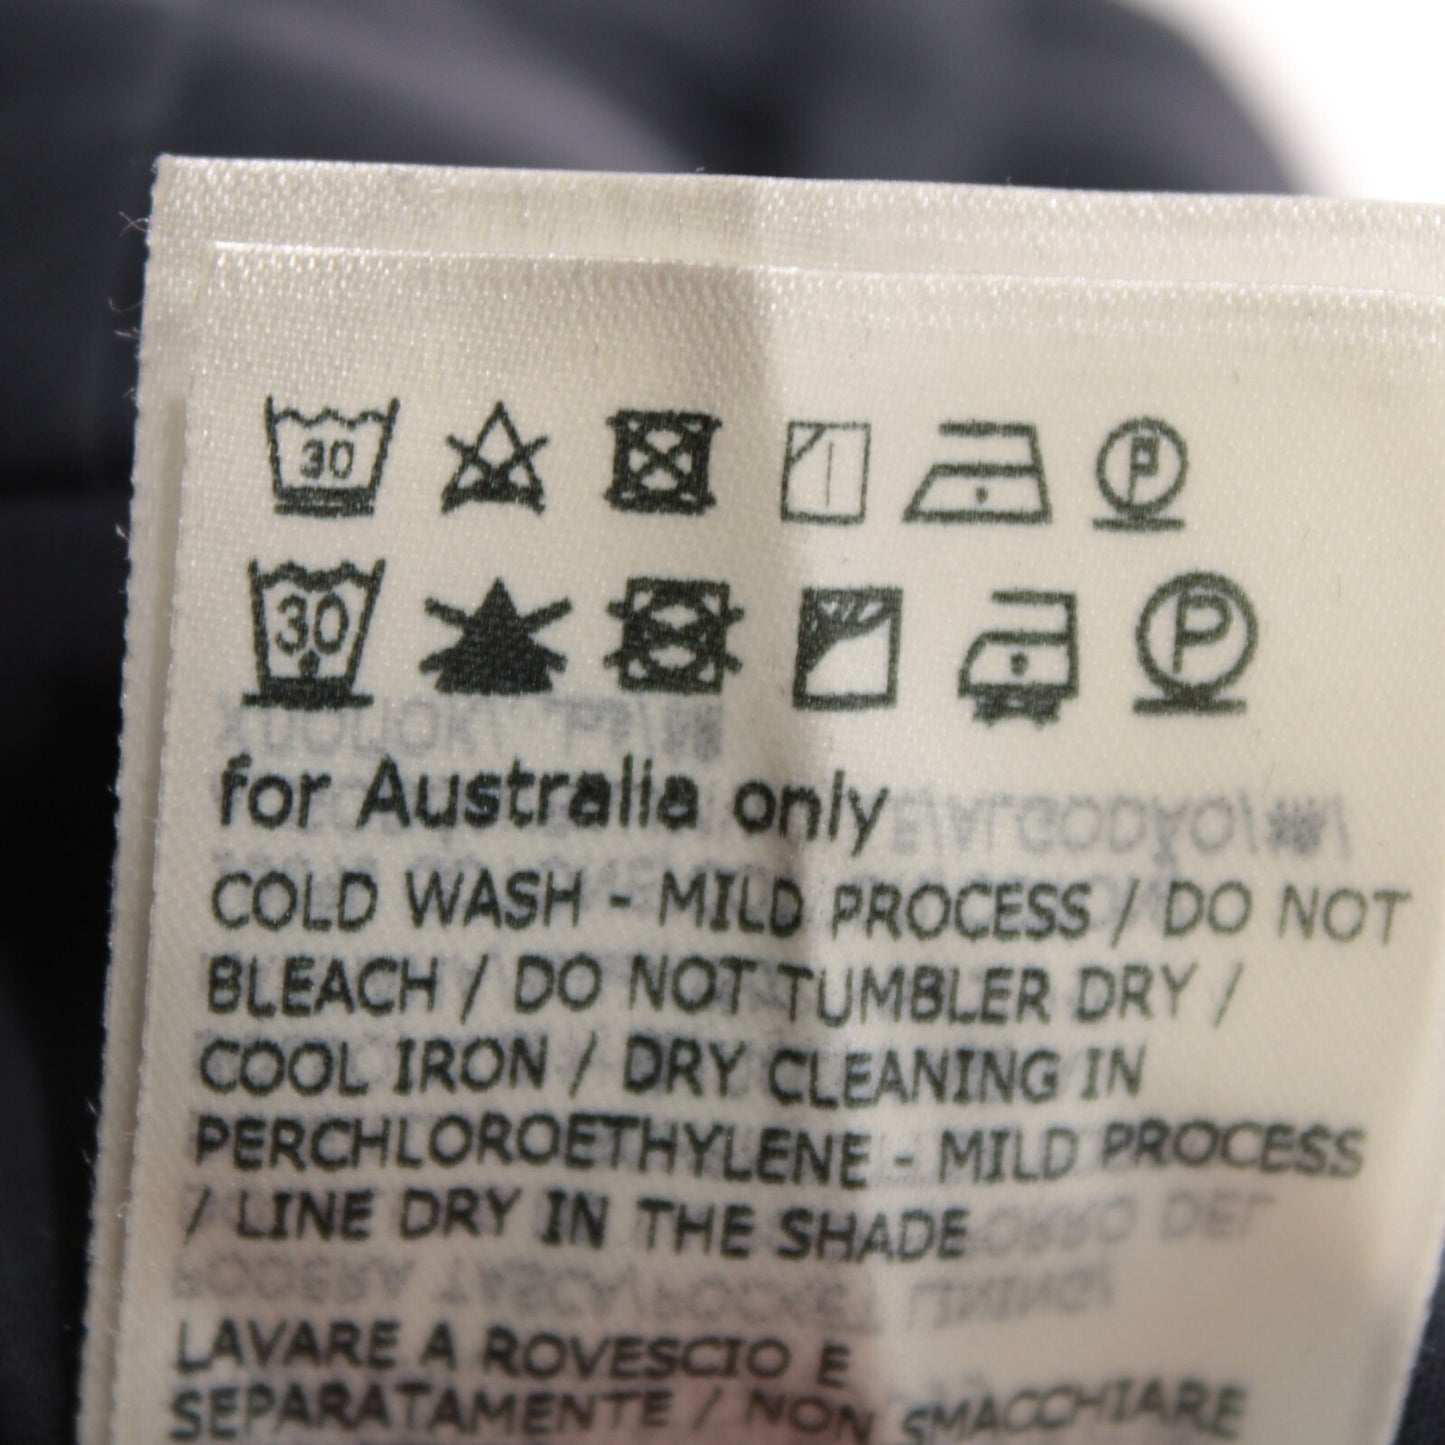 30 P
30 P
for Australia only
COLD WASH - MILD PROCESS / DO NOT
BLEACH / DO NOT TUMBLER DRY /
COOL IRON / DRY CLEANING IN
PERCHLOROETHYLENE - MILD PROCESS
/ LINE DRY IN THE SHADE
LAVARE A ROVESCIO E
SEPARATAMENTE / NON SMACCHIARE